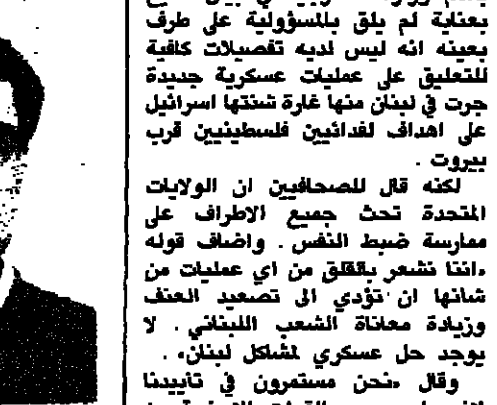 بعناية لم يلق بالمسؤولية على طرف
بعينه انه ليس لديه تفصيلات كافية
للتعليق على عمليات عسكرية جديدة
جرت في لبنان منها غارة شنتها اسرائيل
على اهداف لفدائيين فلسطينيين قرب
بيروت .
لكنه قال للصحافيين ان الولايات
المتحدة تحث جميع الاطراف على
ممارسة ضبط النفس . واضاف قوله
«اننا نشعر بالقلق من اي عمليات من
شانها ان تؤدي الى تصعيد العنف
وزيادة معاناة الشعب اللبناني . لا
يوجد حل عسكري لمشاكل لبنان» .
وقال «نحن مستمرون في تاييدنا